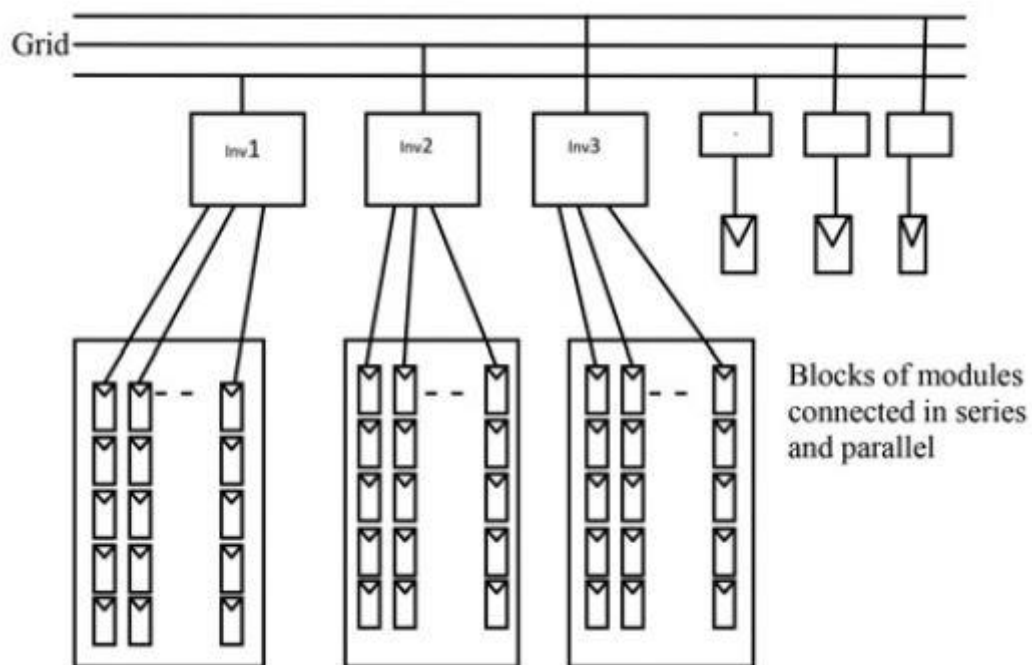 Grid
Inv1
Inv2
Inv3
Blocks of modules
connected in series
and parallel